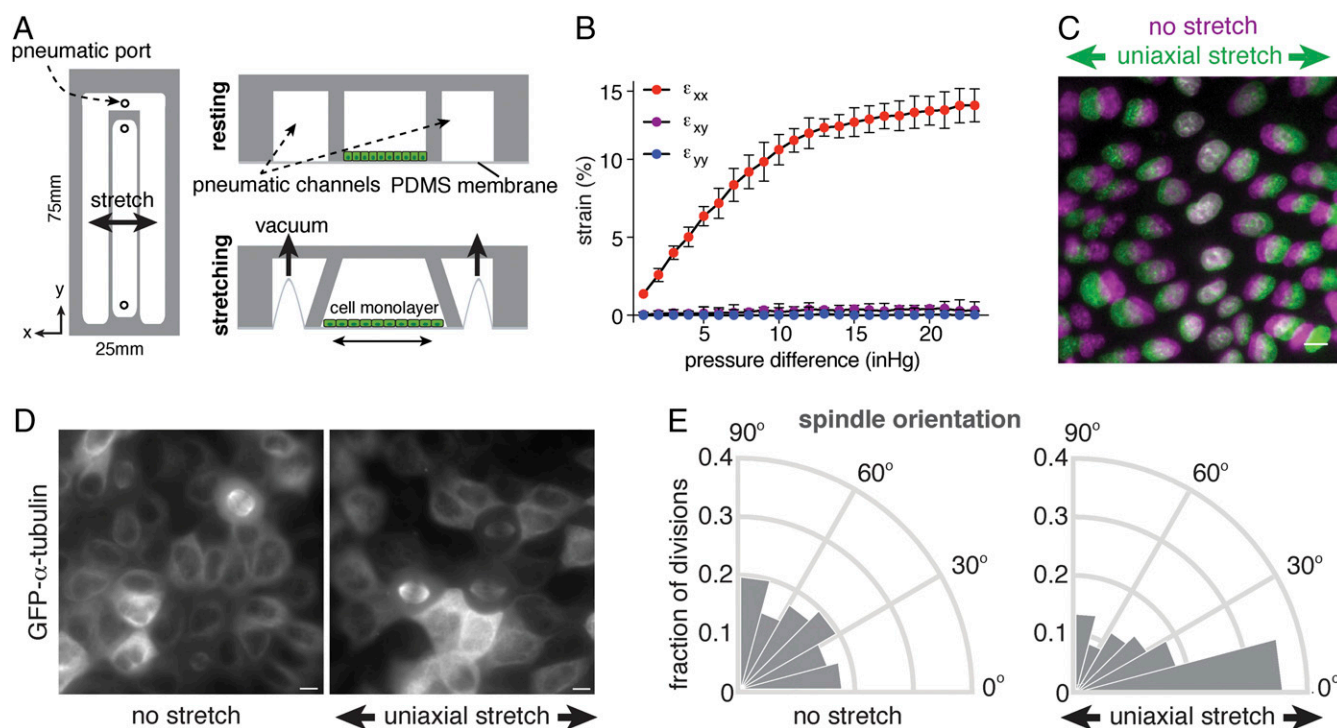 A
pneumatic port
75mm
stretch
y
x
25mm
resting
pneumatic channels
PDMS membrane
vacuum
stretching
cell monolayer
B
15
10
5
0
strain (%)
ε xx
ε xy
ε yy
5
10
15
20
pressure difference (inHg)
C
no stretch
uniaxial stretch
D
GFP-α-tubulin
no stretch
uniaxial stretch
E
spindle orientation
fraction of divisions
0.4
0.3
0.2
0.1
0
90°
60°
30°
0°
no stretch
0.4
0.3
0.2
0.1
0
90°
60°
30°
0°
uniaxial stretch